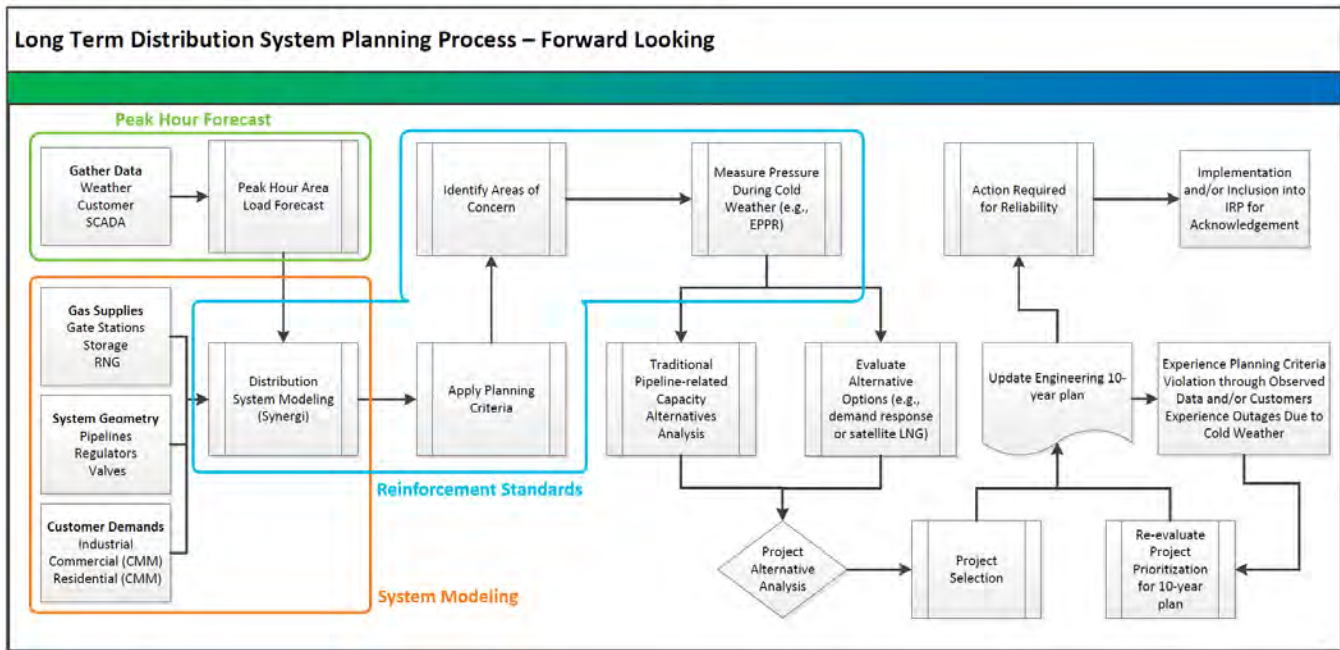 Long Term Distribution System Planning Process – Forward Looking
Peak Hour Forecast
Gather Data
Weather
Customer
SCADA
Peak Hour Area
Load Forecast
Identify Areas of
Concern
Measure Pressure
During Cold
Weather (e.g.,
EPPR)
Action Required
for Reliability
Implementation
and/or Inclusion into
IRP for
Acknowledgement
Gas Supplies
Gate Stations
Storage
RNG
System Geometry
Pipelines
Regulators
Valves
Customer Demands
Industrial
Commercial (CMM)
Residential (CMM)
Distribution
System Modeling
(Synergi)
Apply Planning
Criteria
Reinforcement Standards
System Modeling
Traditional
Pipeline-related
Capacity
Alternatives
Analysis
Evaluate
Alternative
Options (e.g.,
demand response
or satellite LNG)
Project
Alternative
Analysis
Project
Selection
Update Engineering 10-
year plan
Experience Planning Criteria
Violation through Observed
Data and/or Customers
Experience Outages Due to
Cold Weather
Re-evaluate
Project
Prioritization
for 10-year
plan